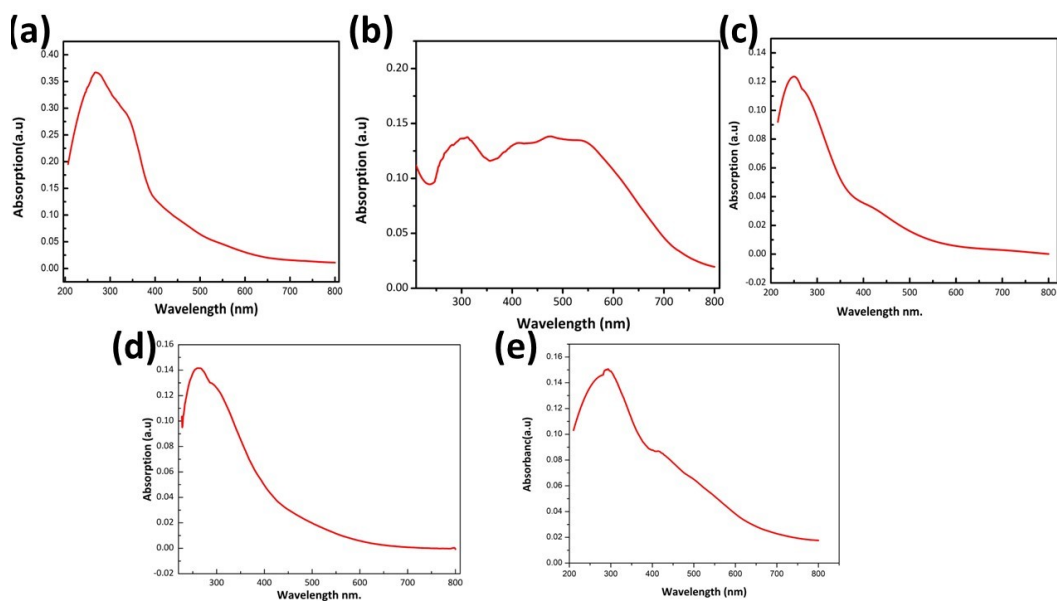 (a)
0.40
0.35
0.30
0.25
0.20
0.15
0.10
0.05
0.00
Absorption(a.u)
200 300 400 500 600 700 800
Wavelength (nm)
(b)
0.20
0.15
0.10
0.05
0.00
Absorption (a.u)
300 400 500 600 700 800
Wavelength (nm)
(c)
0.14
0.12
0.10
0.08
0.06
0.04
0.02
0.00
-0.02
Absorption (a.u)
200 300 400 500 600 700 800
Wavelength nm.
(d)
0.16
0.14
0.12
0.10
0.08
0.06
0.04
0.02
0.00
-0.02
Absorption (a.u)
300 400 500 600 700 800
Wavelength nm.
(e)
0.16
0.14
0.12
0.10
0.08
0.06
0.04
0.02
0.00
Absorbanc(a.u)
200 300 400 500 600 700 800
Wavelength (nm)